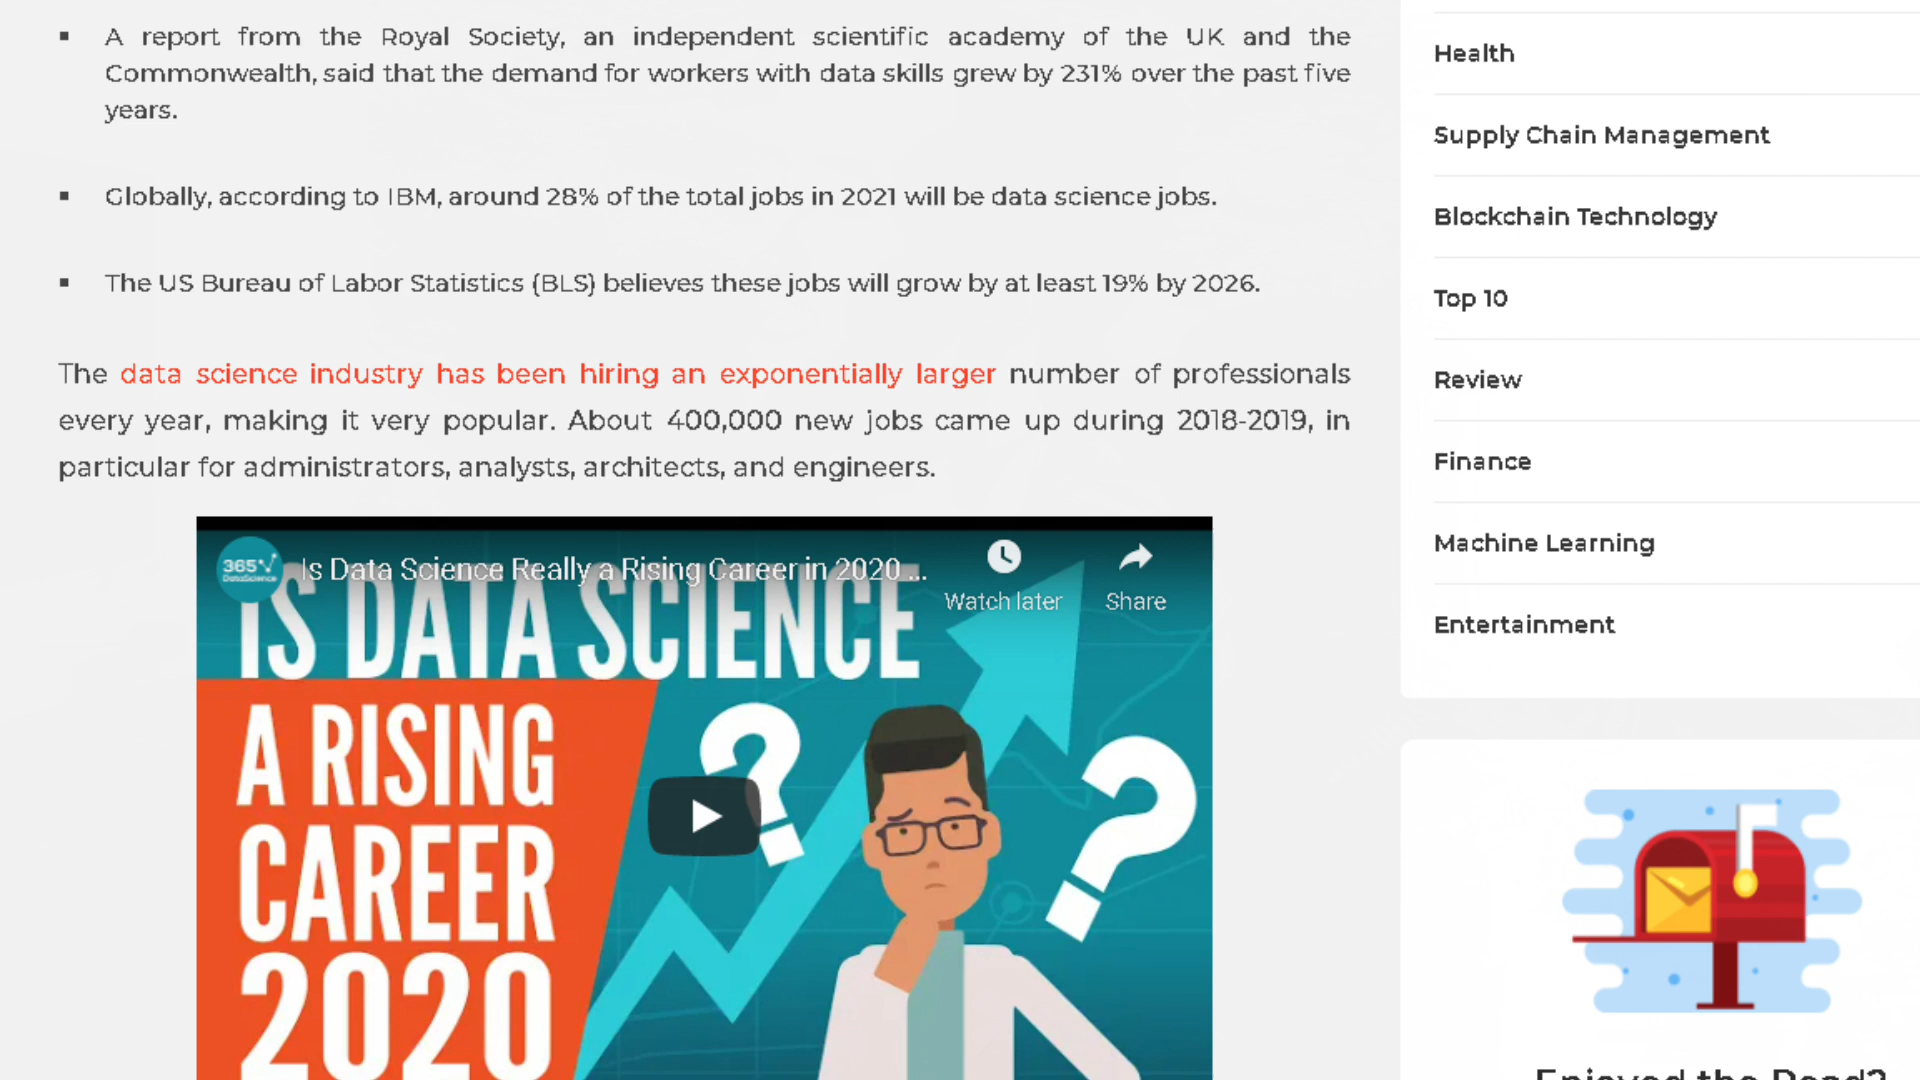 ▪ A report from the Royal Society, an independent scientific academy of the UK and the
Commonwealth, said that the demand for workers with data skills grew by 231% over the past five
years.
▪ Globally, according to IBM, around 28% of the total jobs in 2021 will be data science jobs.
▪ The US Bureau of Labor Statistics (BLS) believes these jobs will grow by at least 19% by 2026.
The data science industry has been hiring an exponentially larger number of professionals
every year, making it very popular. About 400,000 new jobs came up during 2018-2019, in
particular for administrators, analysts, architects, and engineers.
365
DataScience
Is Data Science Really a Rising Career in 2020 ...
Watch later
Share
IS DATA SCIENCE
A RISING
CAREER
2020
Health
Supply Chain Management
Blockchain Technology
Top 10
Review
Finance
Machine Learning
Entertainment
Enjoyed the Read?